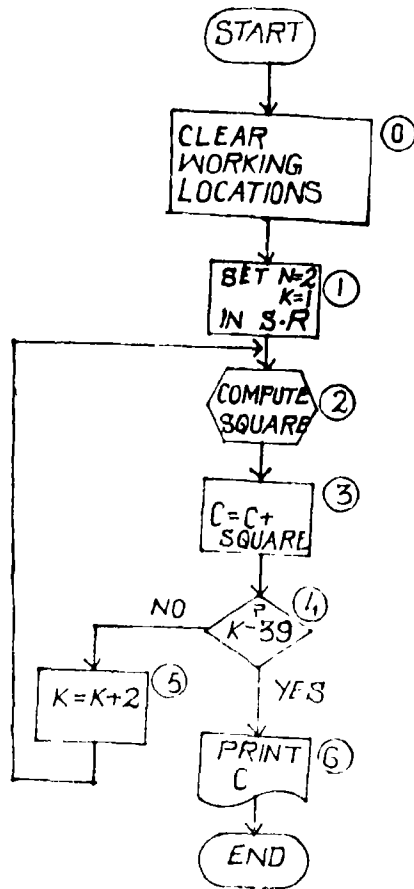 START
0
CLEAR
WORKING
LOCATIONS
SET N=2
K=1
IN S.R
1
COMPUTE
SQUARE
2
3
C=C+
SQUARE
4
?
K-39
NO
YES
5
K=K+2
6
PRINT
C
END